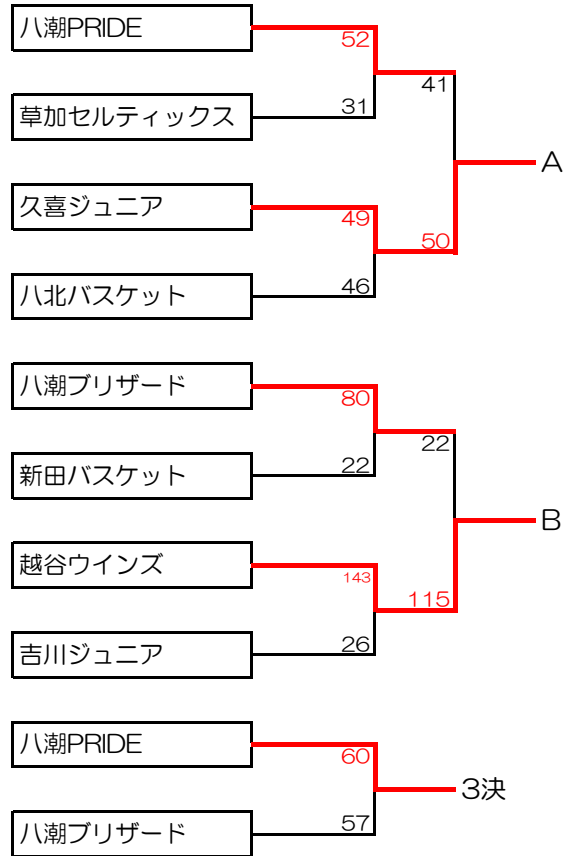 八潮PRIDE
52
41
草加セルティックス
31
A
久喜ジュニア
49
50
八北バスケット
46
八潮ブリザード
80
22
新田バスケット
22
B
越谷ウインズ
143
115
吉川ジュニア
26
八潮PRIDE
60
3決
八潮ブリザード
57